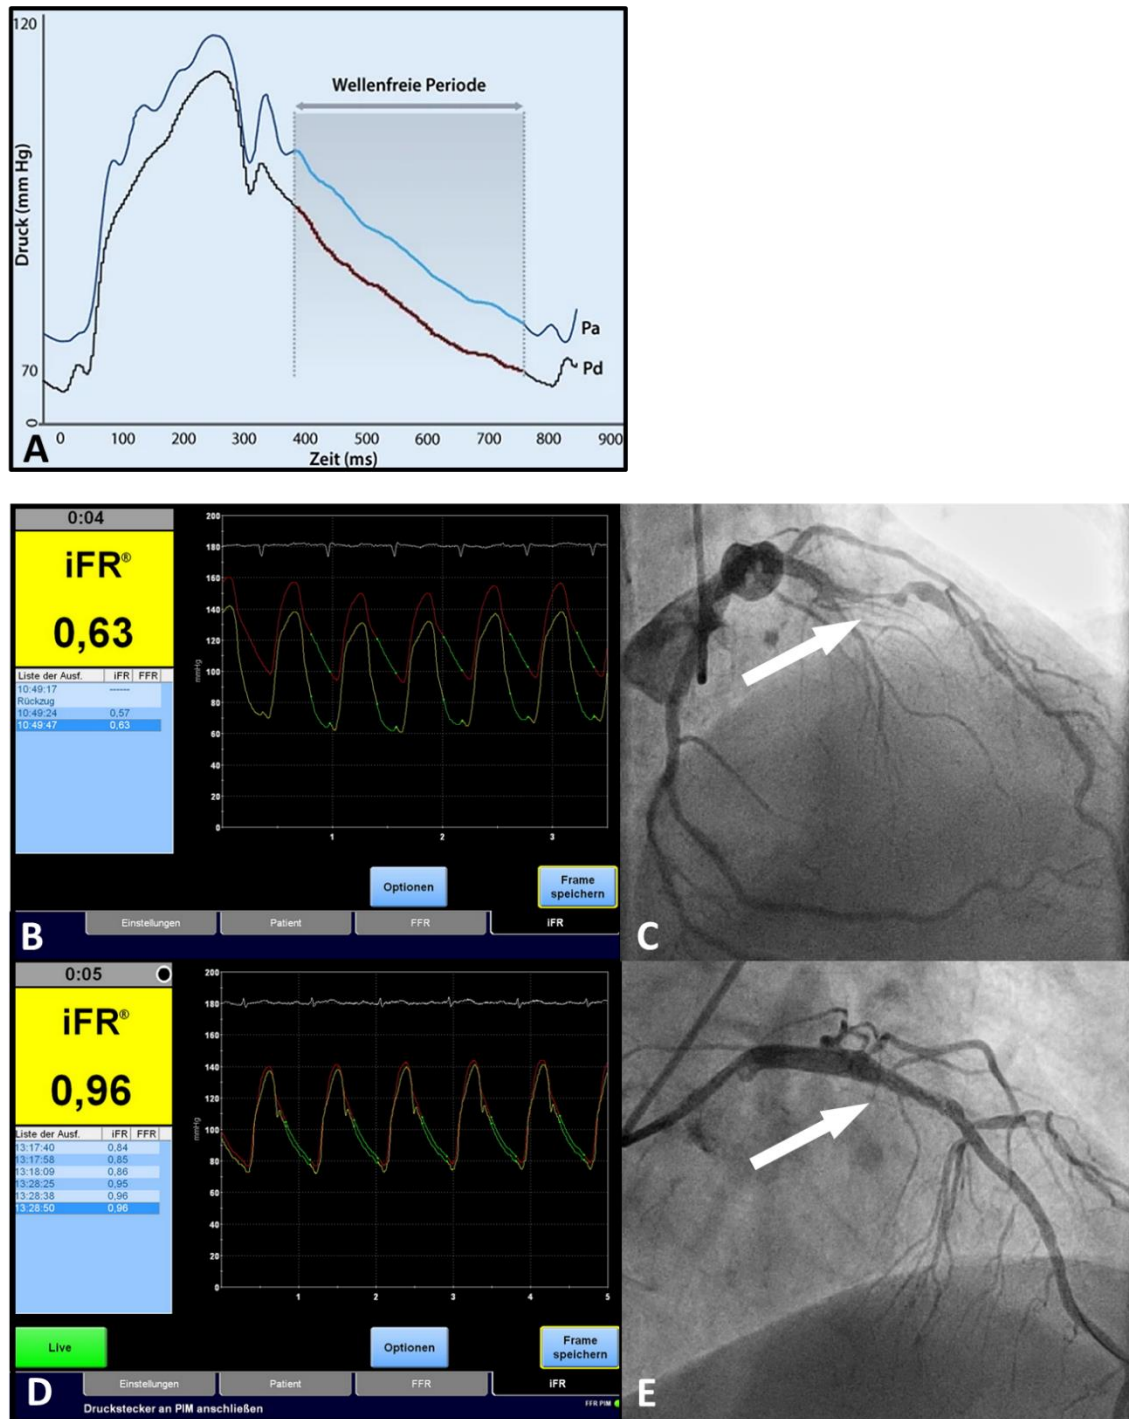 120
Wellenfreie Periode
Druck (mm Hg)
Pa
70
Pd
0
0 100 200 300 400 500 600 700 800 900
Zeit (ms)
A
0:04
iFR®
0,63
Liste der Ausf. iFR FFR
10:49:17 ------
Rückzug
10:49:24 0,57
10:49:47 0,63
200
180
160
140
120
100
80
60
40
20
0
mmHg
1 2 3
Optionen
Frame
speichern
Einstellungen Patient FFR iFR
B
C
0:05
iFR®
0,96
Liste der Ausf. iFR FFR
13:17:40 0,84
13:17:58 0,85
13:18:09 0,86
13:28:25 0,95
13:28:38 0,96
13:28:50 0,96
200
180
160
140
120
100
80
60
40
20
0
mmHg
1 2 3 4 5
Live
Optionen
Frame
speichern
Einstellungen Patient FFR iFR
D
Druckstecker an PIM anschließen
FFR PIM
E